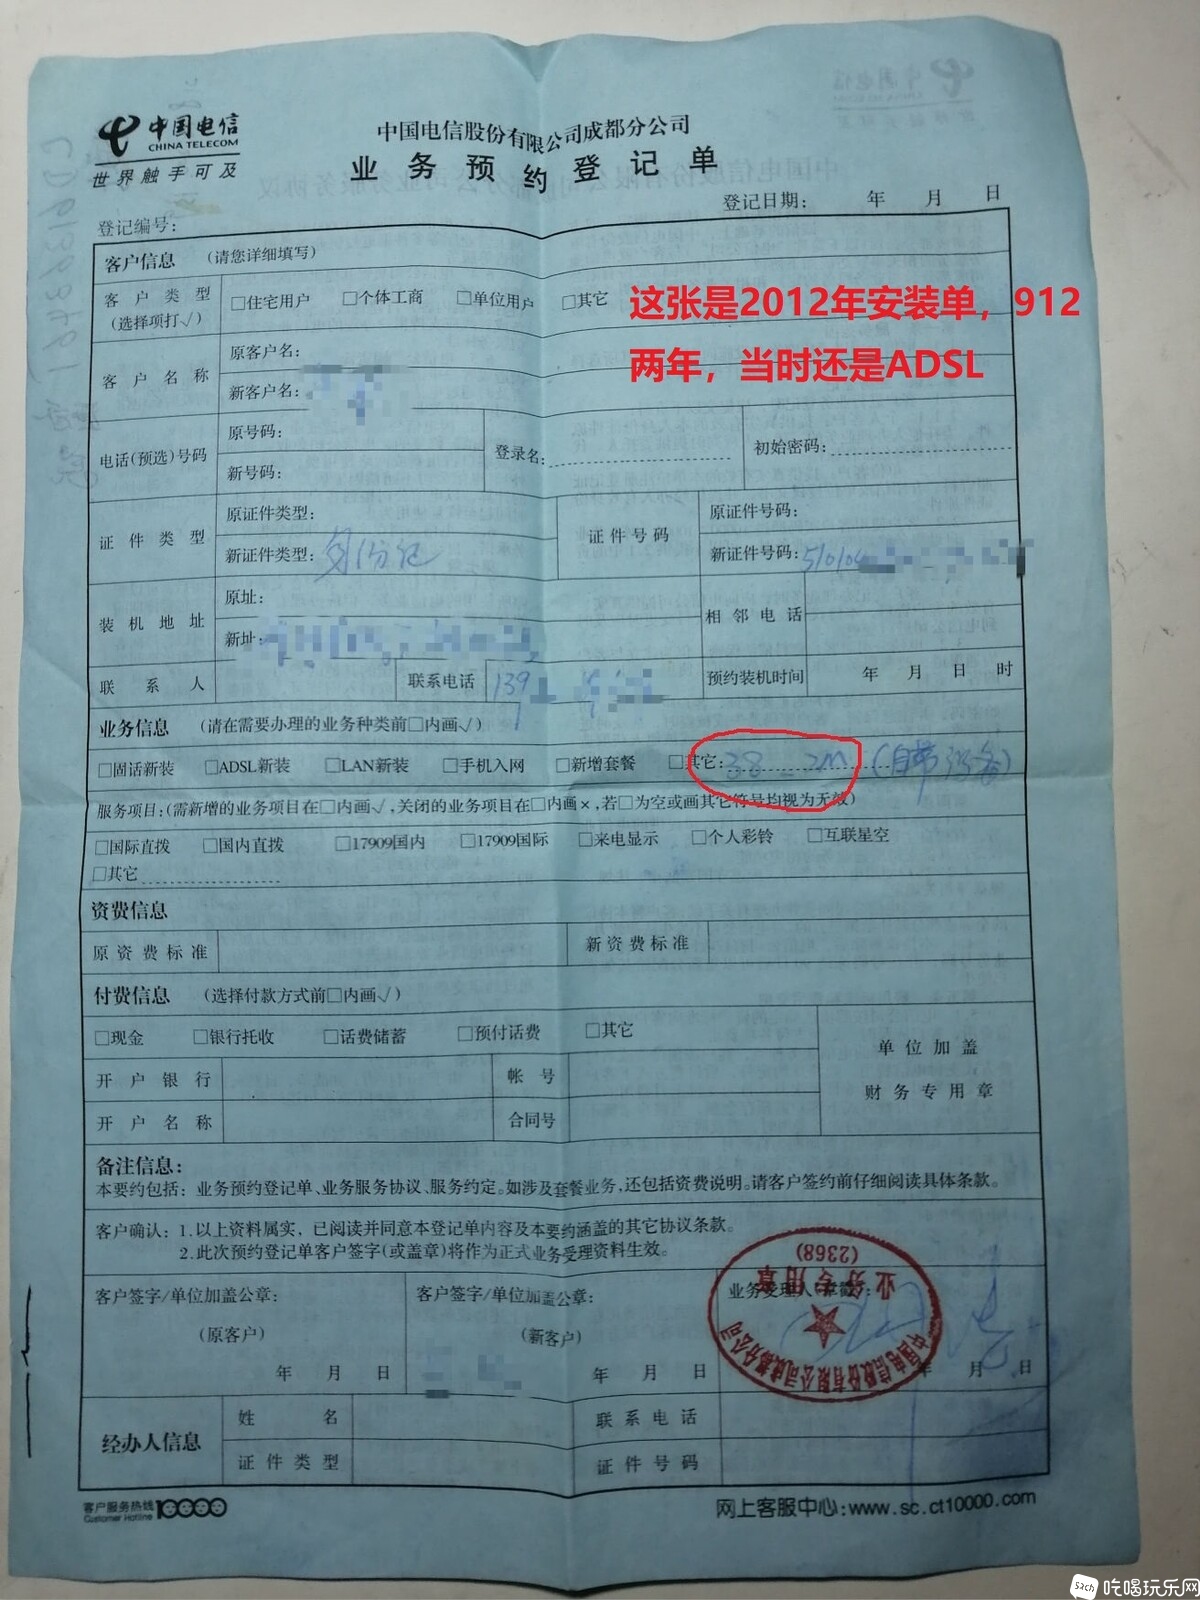 中国电信
CHINA TELECOM
世界触手可及
中国电信股份有限公司成都分公司
业务预约登记单
登记日期： 年 月 日
登记编号：
客户信息 （请您详细填写）
客户类型
（选择项打√）
□住宅用户 □个体工商 □单位用户 □其它
这张是2012年安装单，912
两年，当时还是ADSL
客户名称
原客户名：
新客户名：
电话(预选)号码
原号码：
新号码：
登录名：
初始密码：
证件类型
原证件类型：
新证件类型：身份证
证件号码
原证件号码：
新证件号码：510104
装机地址
原址：
新址：
相邻电话
联系人
联系电话 139
预约装机时间 年 月 日 时
业务信息 （请在需要办理的业务种类前□内画√）
□固话新装 □ADSL新装 □LAN新装 □手机入网 □新增套餐 □其它：38-2M（自带设备）
服务项目：(需新增的业务项目在□内画√,关闭的业务项目在□内画×,若□为空或画其它符号均视为无效)
□国际直拨 □国内直拨 □17909国内 □17909国际 □来电显示 □个人彩铃 □互联星空
□其它
资费信息
原资费标准 新资费标准
付费信息 （选择付款方式前□内画√）
□现金 □银行托收 □话费储蓄 □预付话费 □其它
单位加盖
财务专用章
开户银行 帐号
开户名称 合同号
备注信息：
本要约包括：业务预约登记单、业务服务协议、服务约定。如涉及套餐业务,还包括资费说明。请客户签约前仔细阅读具体条款。
客户确认：1.以上资料属实，已阅读并同意本登记单内容及本要约涵盖的其它协议条款。
2.此次预约登记单客户签字(或盖章)将作为正式业务受理资料生效。
客户签字/单位加盖公章：
（原客户）
年 月 日
客户签字/单位加盖公章：
（新客户）
年 月 日
业务受理人
年 月 日
中国电信股份有限公司成都分公司
业务专用章
(2368)
经办人信息
姓名 联系电话
证件类型 证件号码
客户服务热线 10000
Customer Hotline
网上客服中心:www.sc.ct10000.com
52ch 吃喝玩乐网